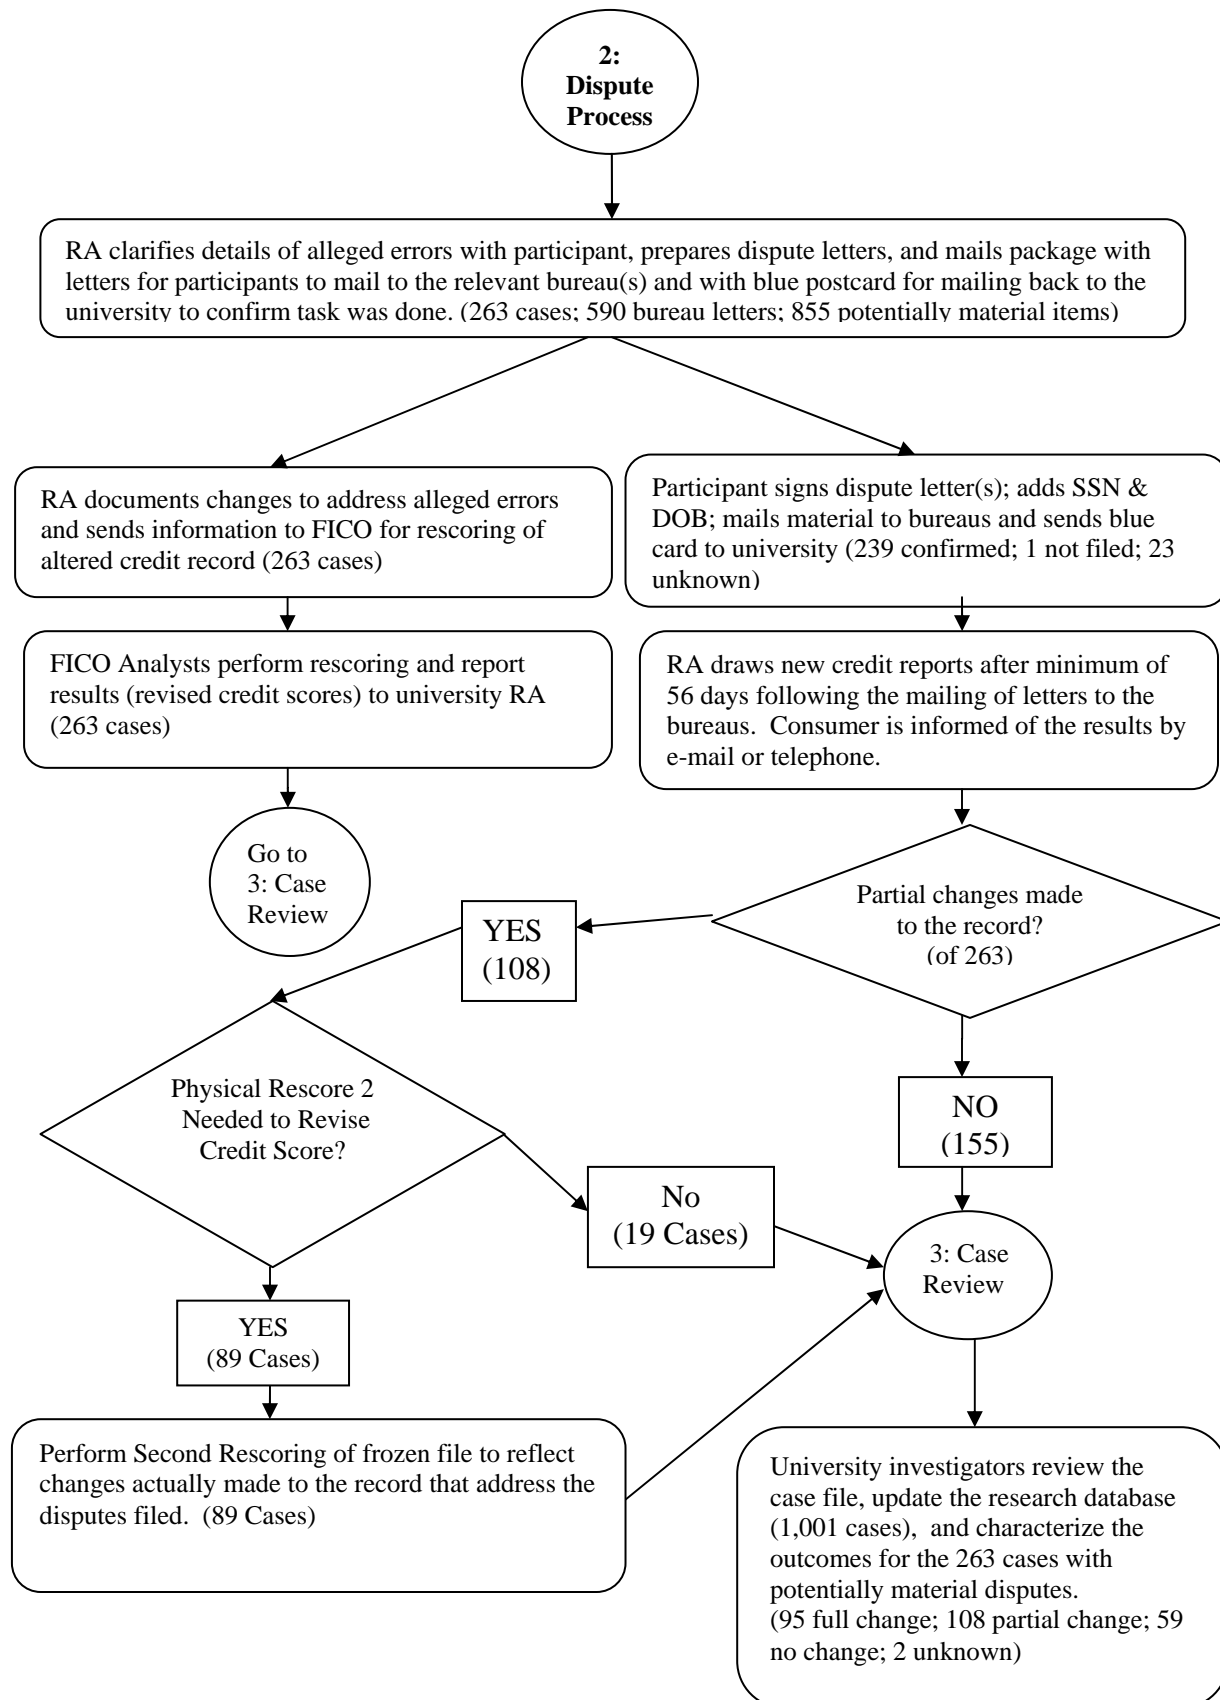 2:
Dispute
Process
RA clarifies details of alleged errors with participant, prepares dispute letters, and mails package with
letters for participants to mail to the relevant bureau(s) and with blue postcard for mailing back to the
university to confirm task was done. (263 cases; 590 bureau letters; 855 potentially material items)
RA documents changes to address alleged errors
and sends information to FICO for rescoring of
altered credit record (263 cases)
Participant signs dispute letter(s); adds SSN &
DOB; mails material to bureaus and sends blue
card to university (239 confirmed; 1 not filed; 23
unknown)
FICO Analysts perform rescoring and report
results (revised credit scores) to university RA
(263 cases)
RA draws new credit reports after minimum of
56 days following the mailing of letters to the
bureaus.  Consumer is informed of the results by
e-mail or telephone.
Go to
3: Case
Review
Partial changes made
to the record?
(of 263)
YES
(108)
Physical Rescore 2
Needed to Revise
Credit Score?
NO
(155)
No
(19 Cases)
3: Case
Review
YES
(89 Cases)
Perform Second Rescoring of frozen file to reflect
changes actually made to the record that address the
disputes filed.  (89 Cases)
University investigators review the
case file, update the research database
(1,001 cases),  and characterize the
outcomes for the 263 cases with
potentially material disputes.
(95 full change; 108 partial change; 59
no change; 2 unknown)